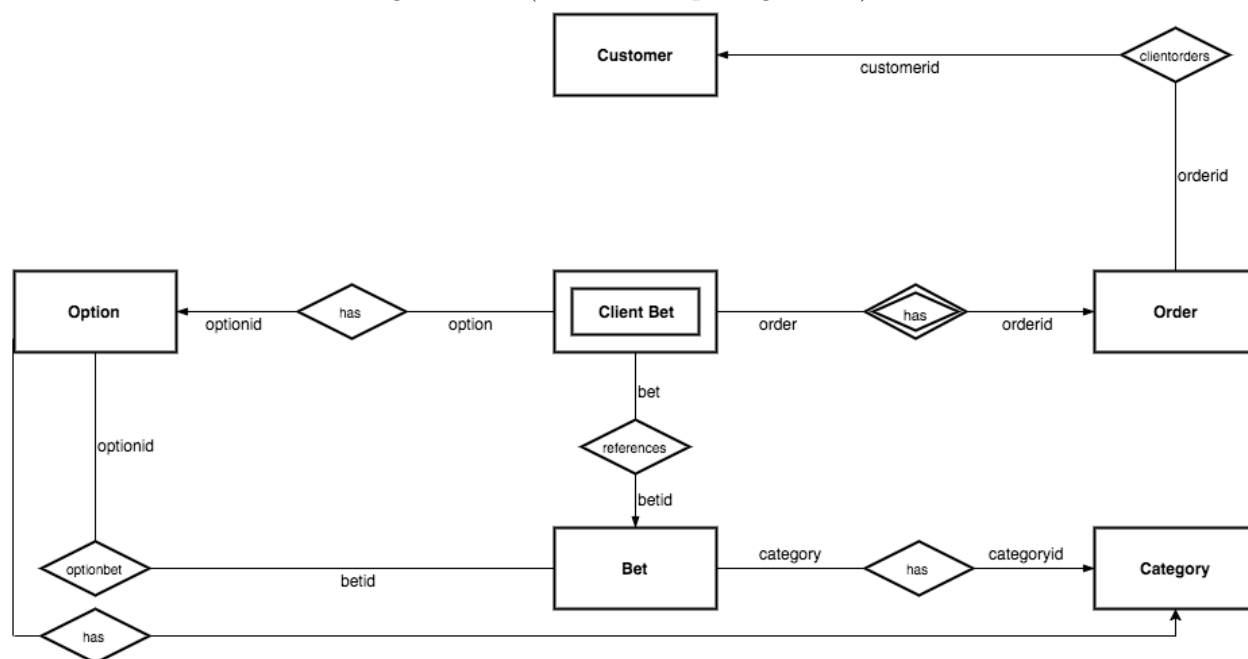 Customer
customerid
clientorders
orderid
Option
optionid
has
option
Client Bet
order
has
orderid
Order
bet
optionid
references
betid
optionbet
betid
Bet
category
has
categoryid
Category
has